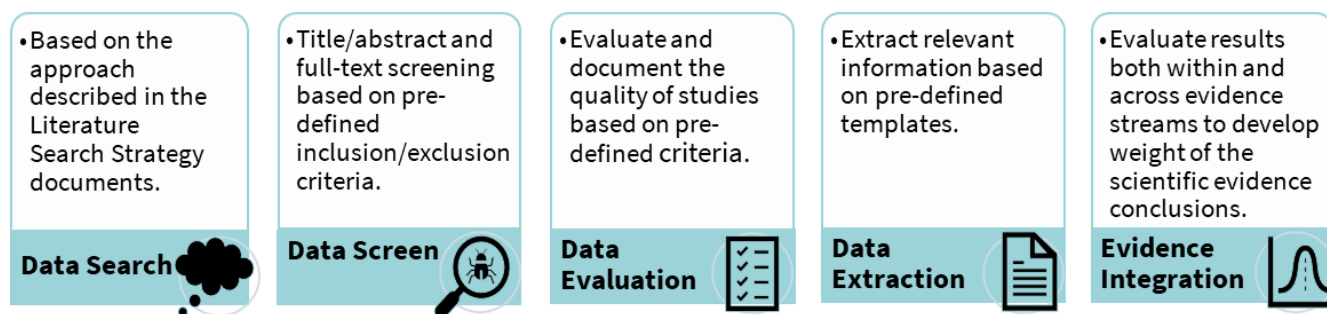 •Based on the
approach
described in the
Literature
Search Strategy
documents.
Data Search
•Title/abstract and
full-text screening
based on pre-
defined
inclusion/exclusion
criteria.
Data Screen
•Evaluate and
document the
quality of studies
based on pre-
defined criteria.
Data
Evaluation
•Extract relevant
information based
on pre-defined
templates.
Data
Extraction
•Evaluate results
both within and
across evidence
streams to develop
weight of the
scientific evidence
conclusions.
Evidence
Integration